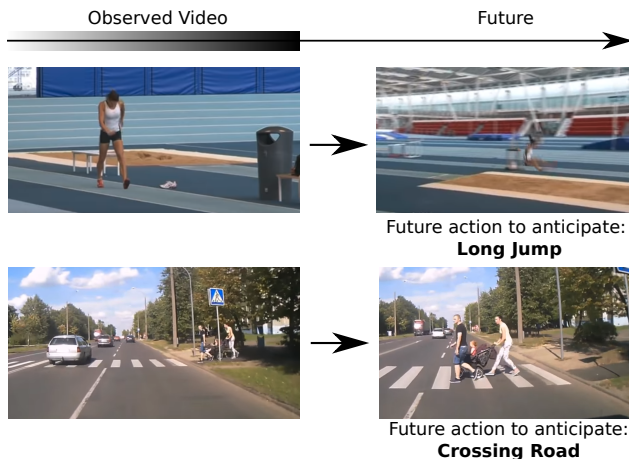 Observed Video
Future
Future action to anticipate:
Long Jump
Future action to anticipate:
Crossing Road